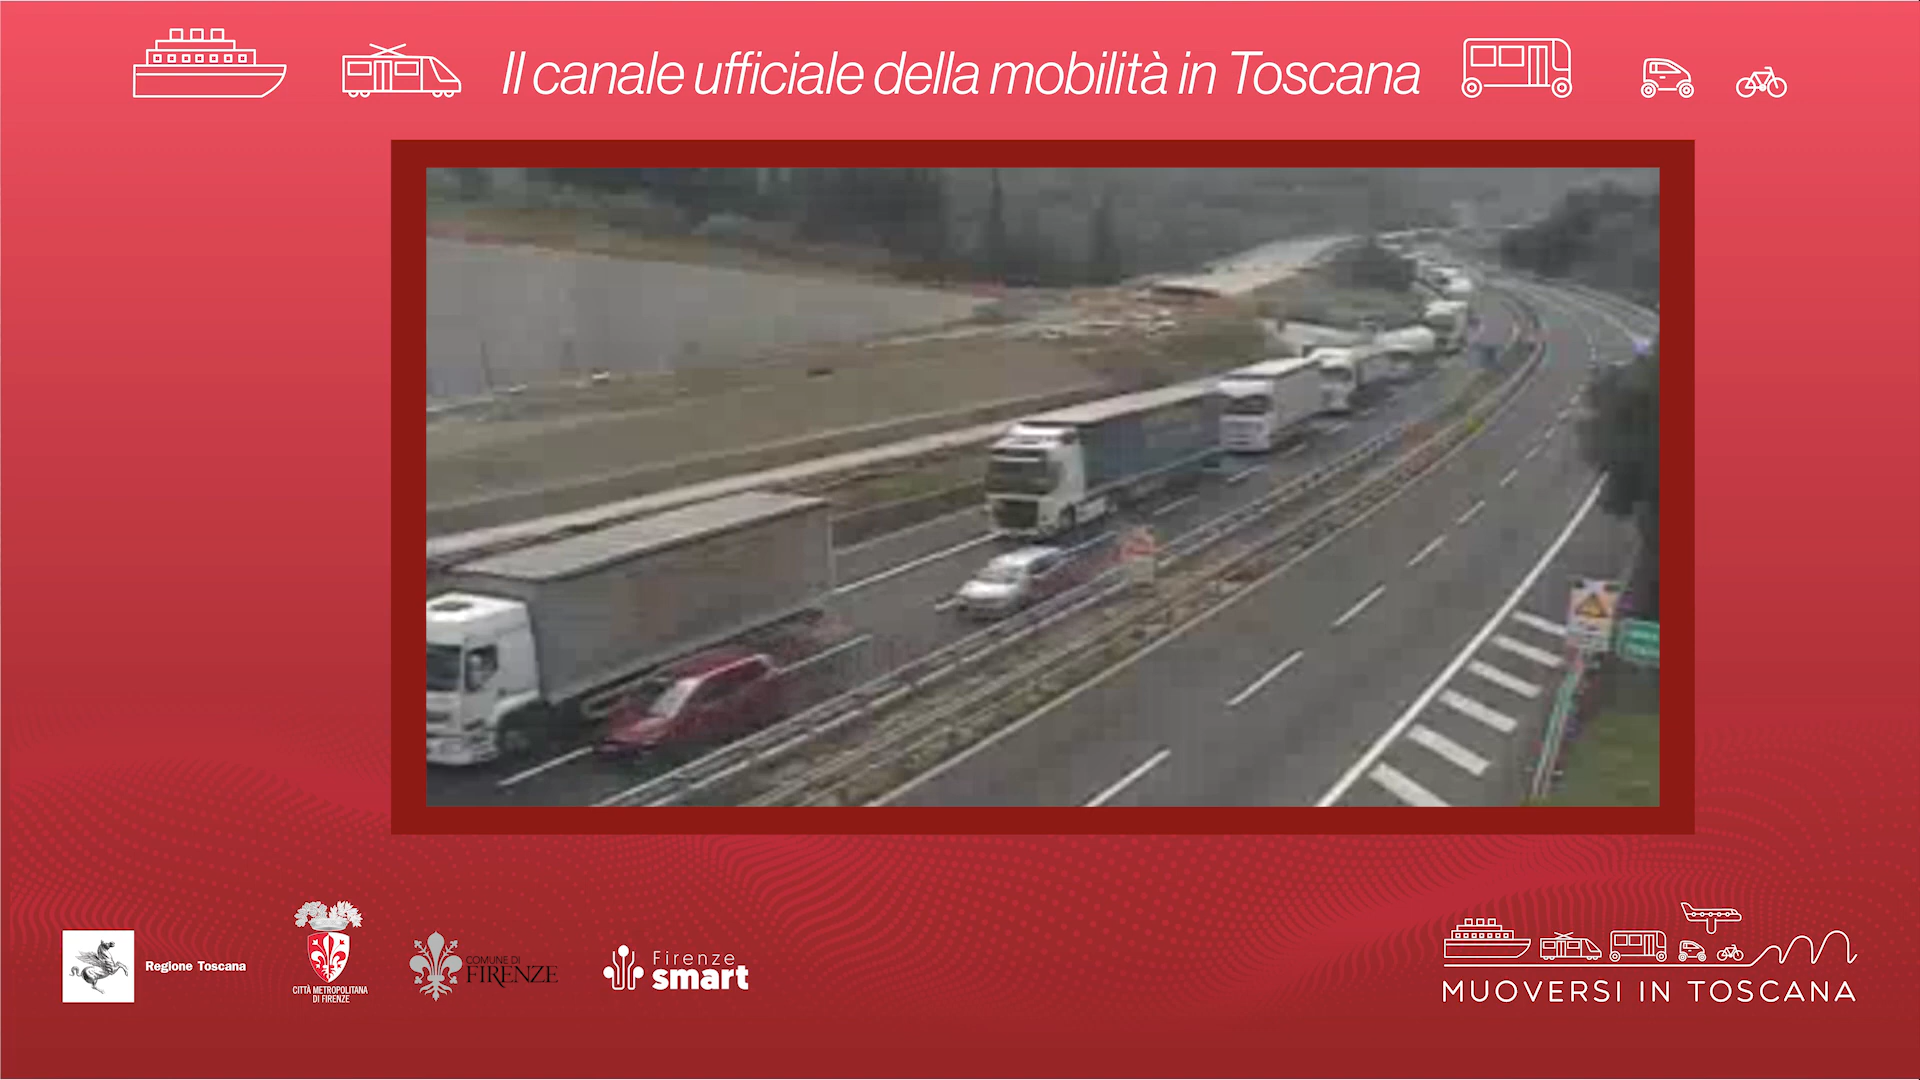 Il canale ufficiale della mobilità in Toscana
Regione Toscana
CITTÀ METROPOLITANA
DI FIRENZE
COMUNE DI
FIRENZE
Firenze
smart
MUOVERSI IN TOSCANA